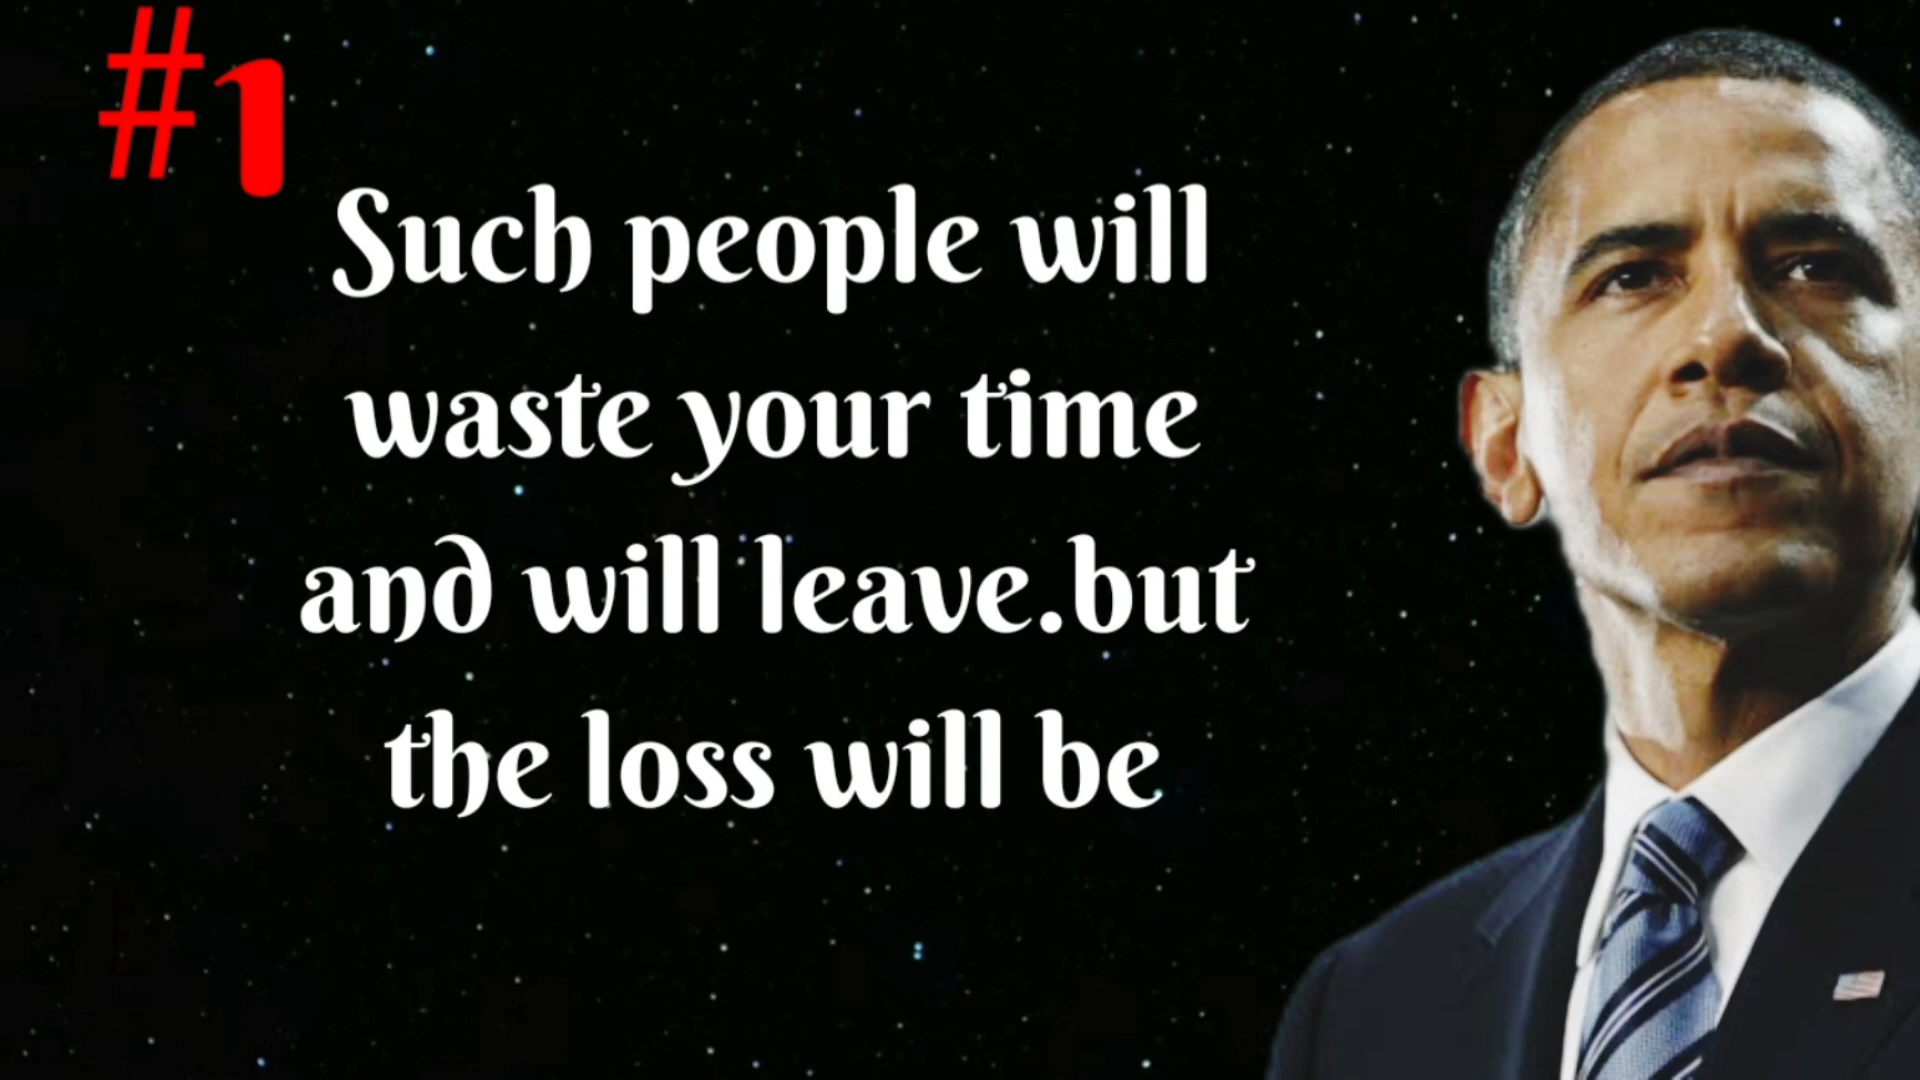 #1
Such people will
waste your time
and will leave.but
the loss will be